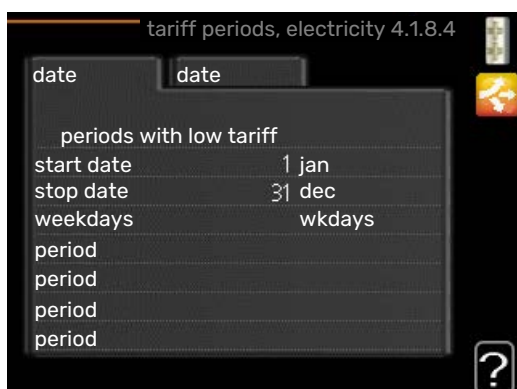 tariff periods, electricity 4.1.8.4
date date
periods with low tariff
start date 1 jan
stop date 31 dec
weekdays wkdays
period
period
period
period
?